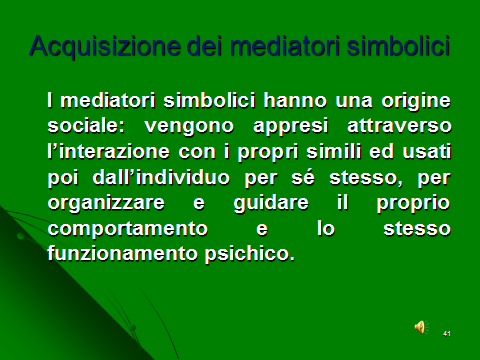 Acquisizione dei mediatori simbolici
I mediatori simbolici hanno una origine
sociale: vengono appresi attraverso
l’interazione con i propri simili ed usati
poi dall’individuo per sé stesso, per
organizzare e guidare il proprio
comportamento e lo stesso
funzionamento psichico.
41